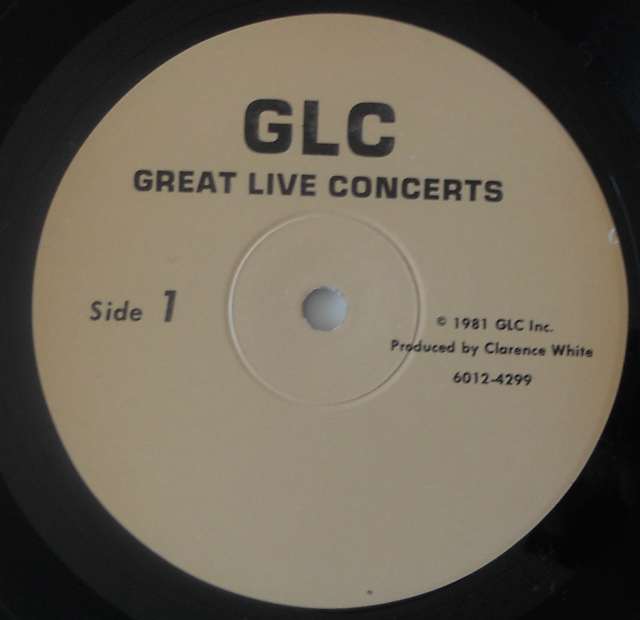 GLC
GREAT LIVE CONCERTS
Side 1
© 1981 GLC Inc.
Produced by Clarence White
6012-4299